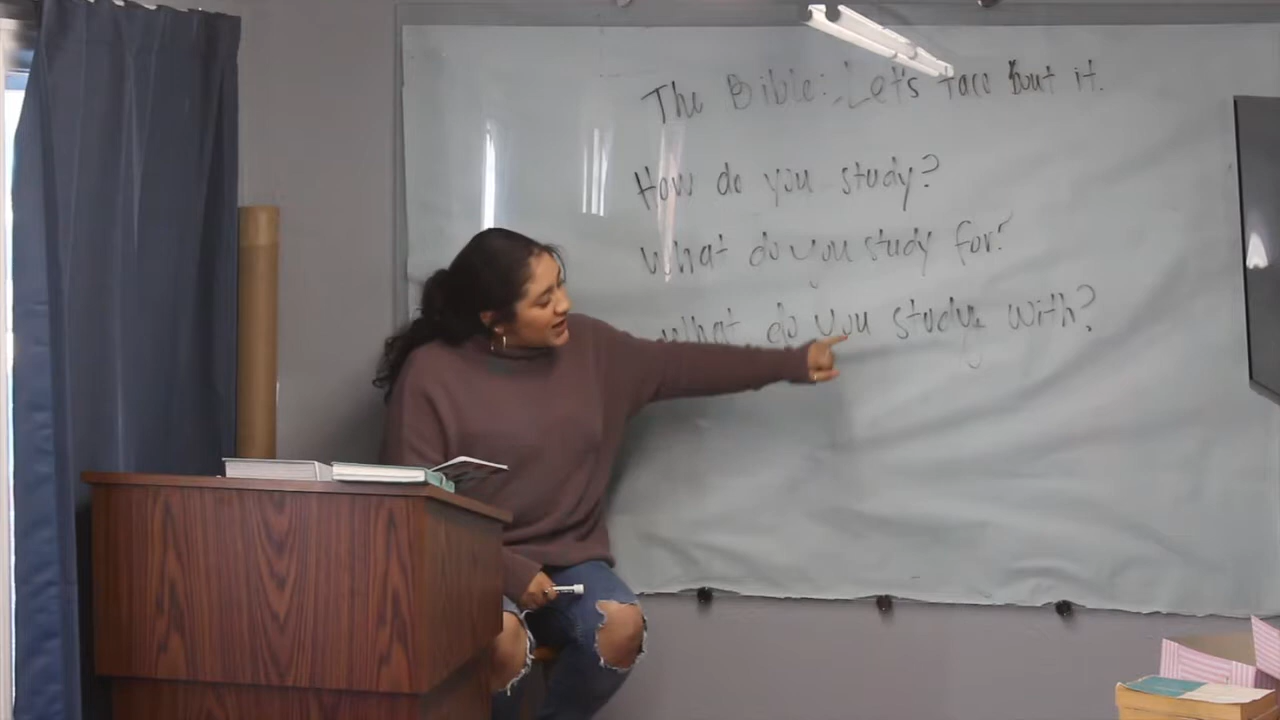 The Bible: Let's tacc bout it.
How do you study?
What do you study for?
What do you study with?